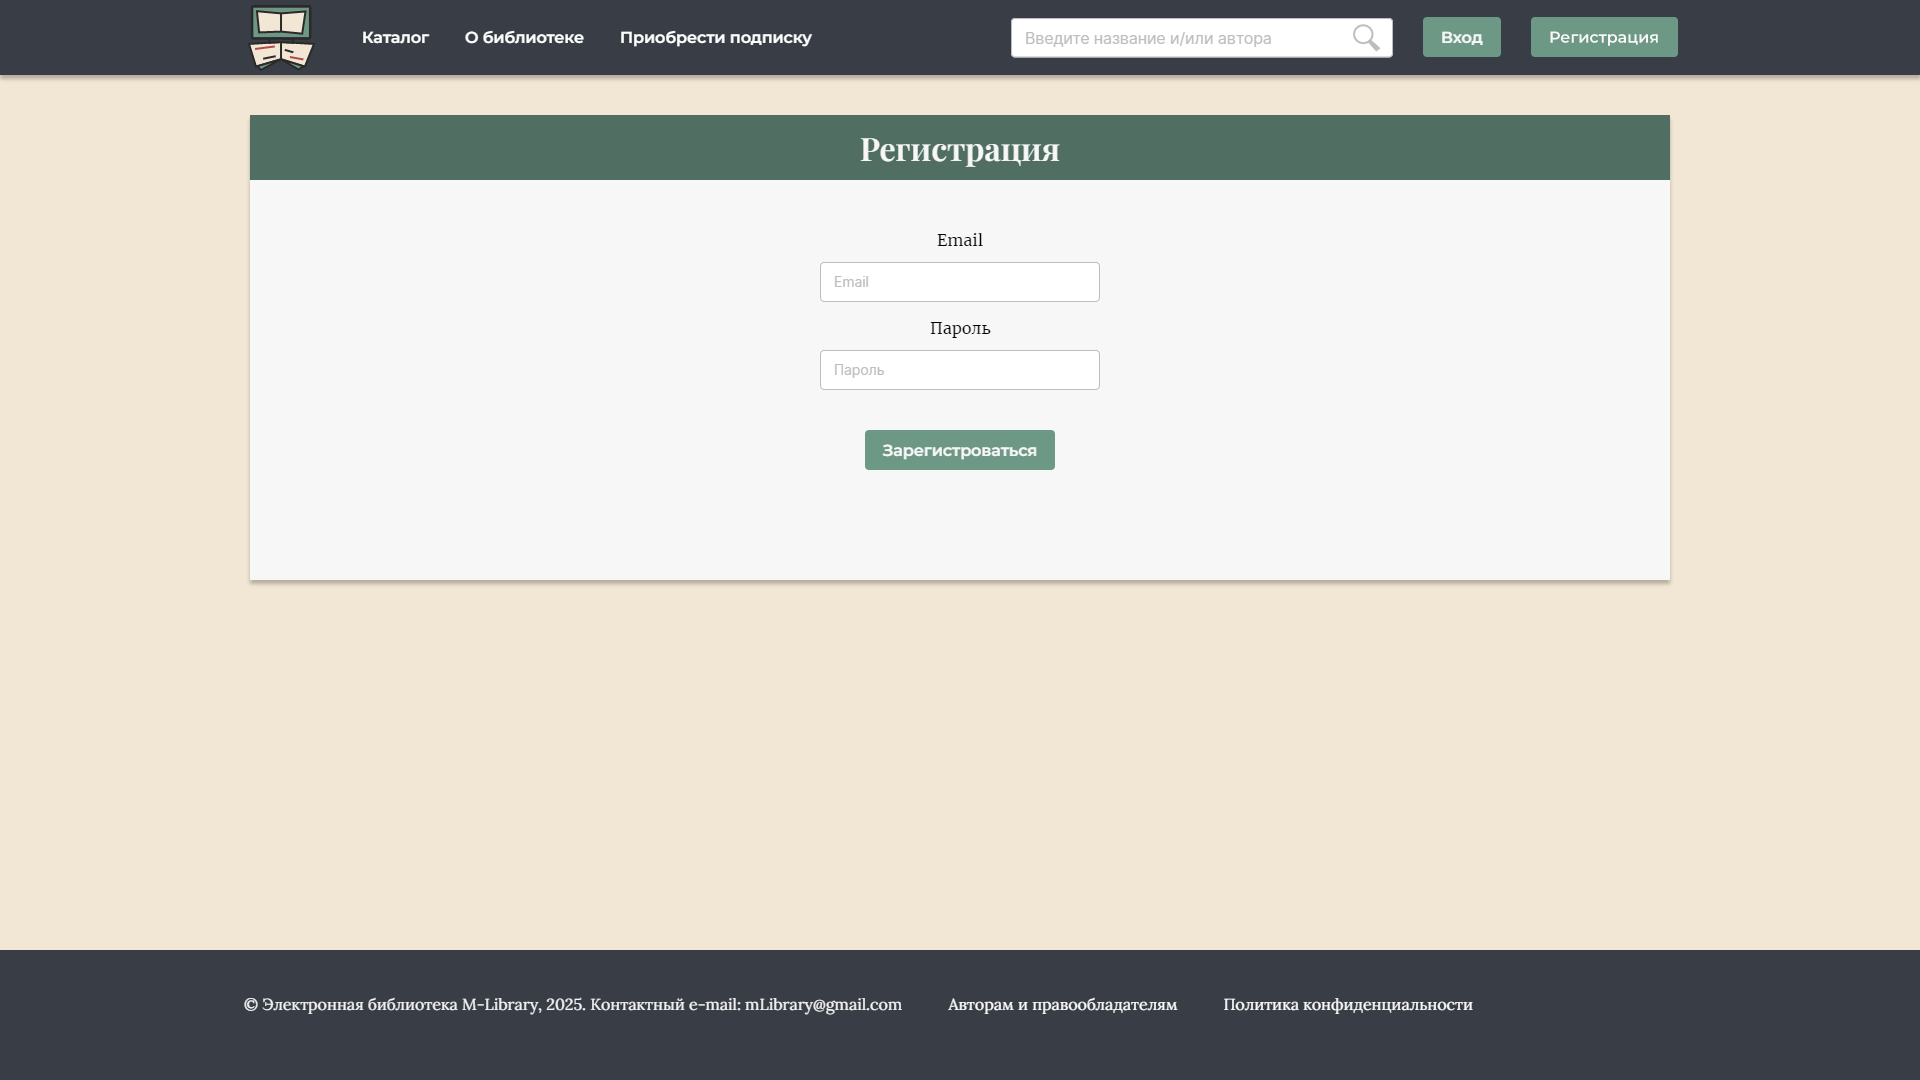 Каталог
О библиотеке
Приобрести подписку
Введите название и/или автора
Вход
Регистрация
Регистрация
Email
Email
Пароль
Пароль
Зарегистроваться
© Электронная библиотека M-Library, 2025. Контактный e-mail: mLibrary@gmail.com
Авторам и правообладателям
Политика конфиденциальности